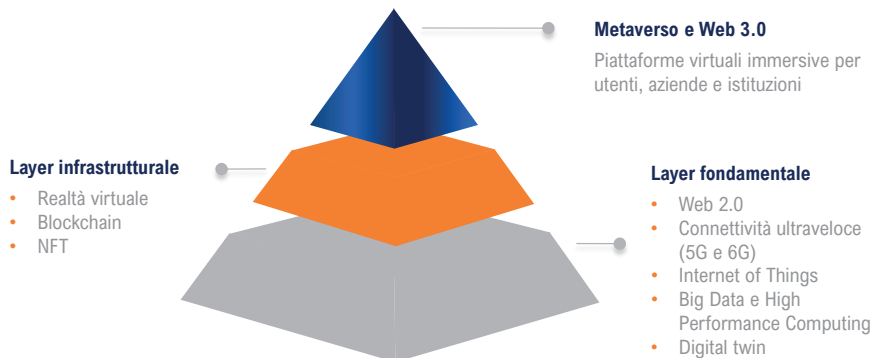 Metaverso e Web 3.0
Piattaforme virtuali immersive per
utenti, aziende e istituzioni
Layer infrastrutturale
• Realtà virtuale
• Blockchain
• NFT
Layer fondamentale
• Web 2.0
• Connettività ultraveloce
(5G e 6G)
• Internet of Things
• Big Data e High
Performance Computing
• Digital twin